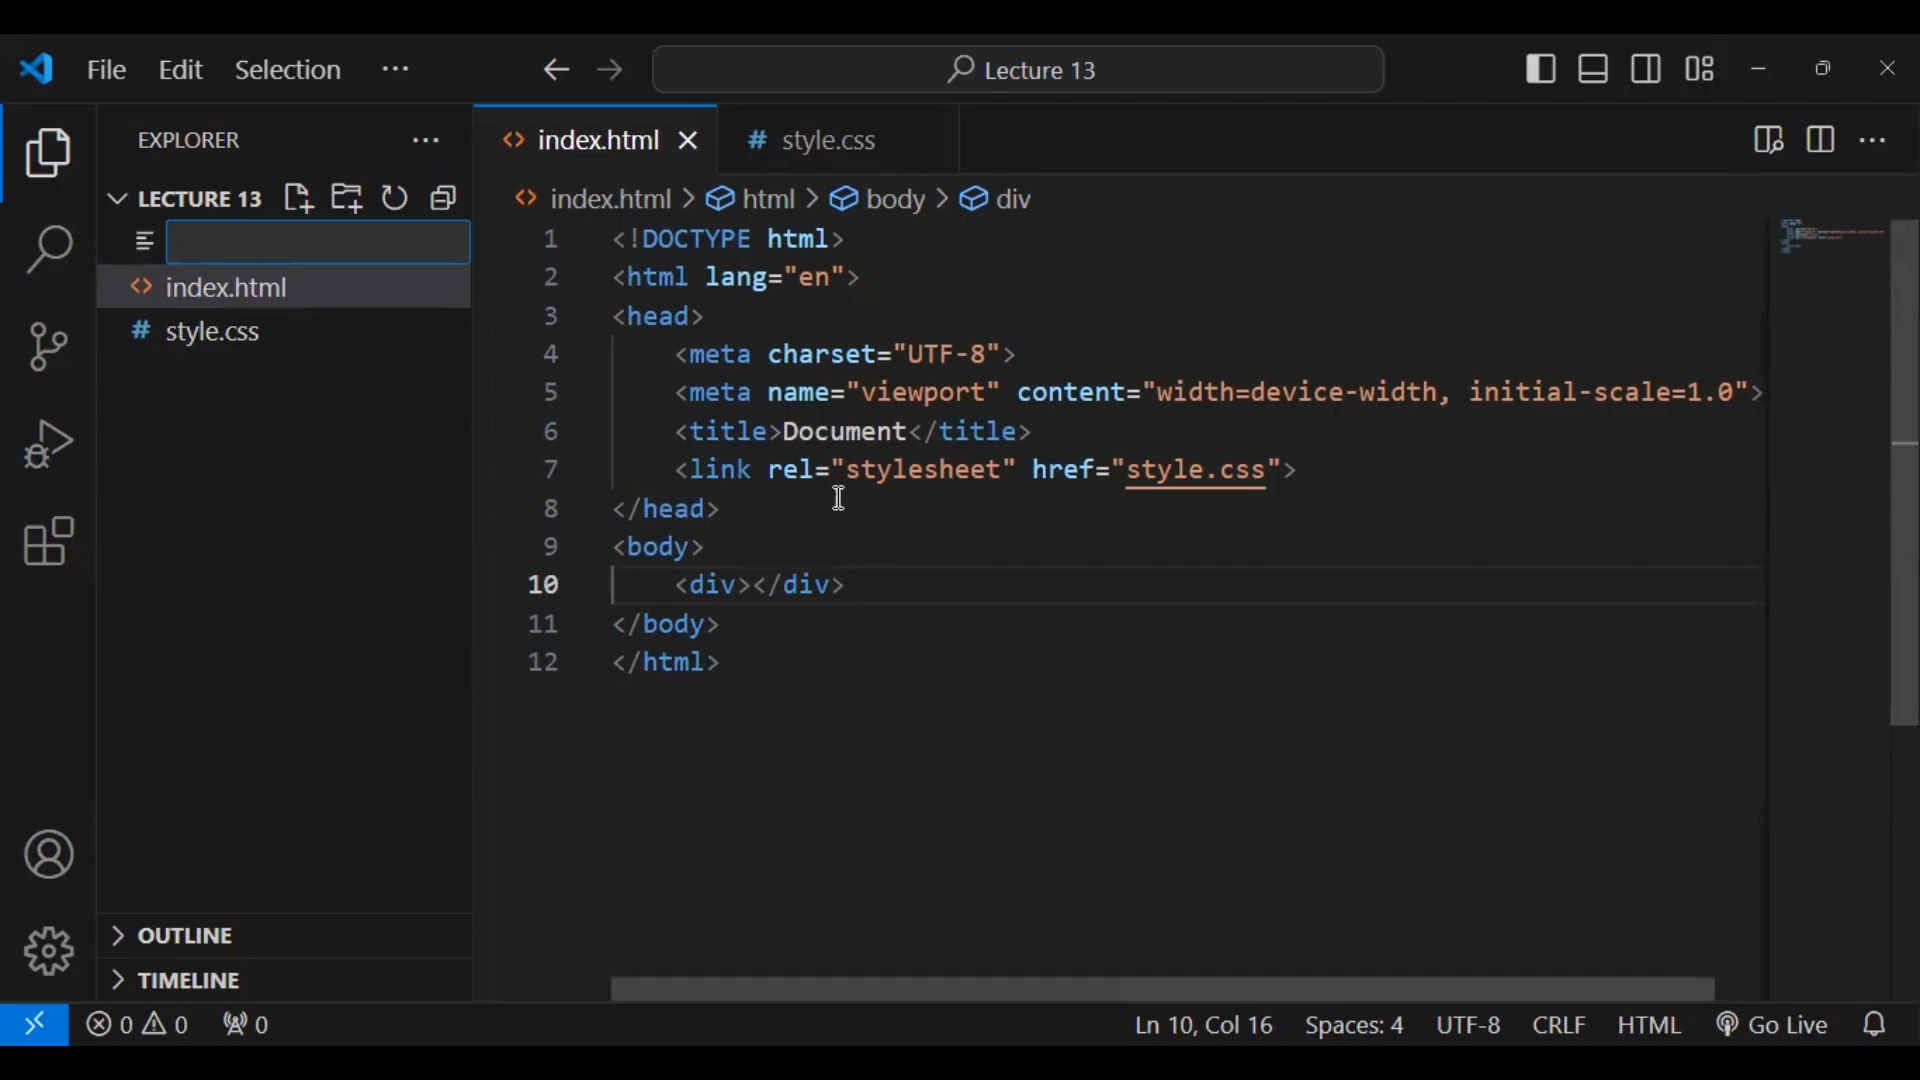 File Edit Selection ··· Lecture 13
EXPLORER ···
index.html
# style.css
LECTURE 13
index.html > html > body > div
index.html
# style.css
1 <!DOCTYPE html>
2 <html lang="en">
3 <head>
4     <meta charset="UTF-8">
5     <meta name="viewport" content="width=device-width, initial-scale=1.0">
6     <title>Document</title>
7     <link rel="stylesheet" href="style.css">
8 </head>
9 <body>
10     <div></div>
11 </body>
12 </html>
OUTLINE
TIMELINE
0 0 0 Ln 10, Col 16 Spaces: 4 UTF-8 CRLF HTML Go Live